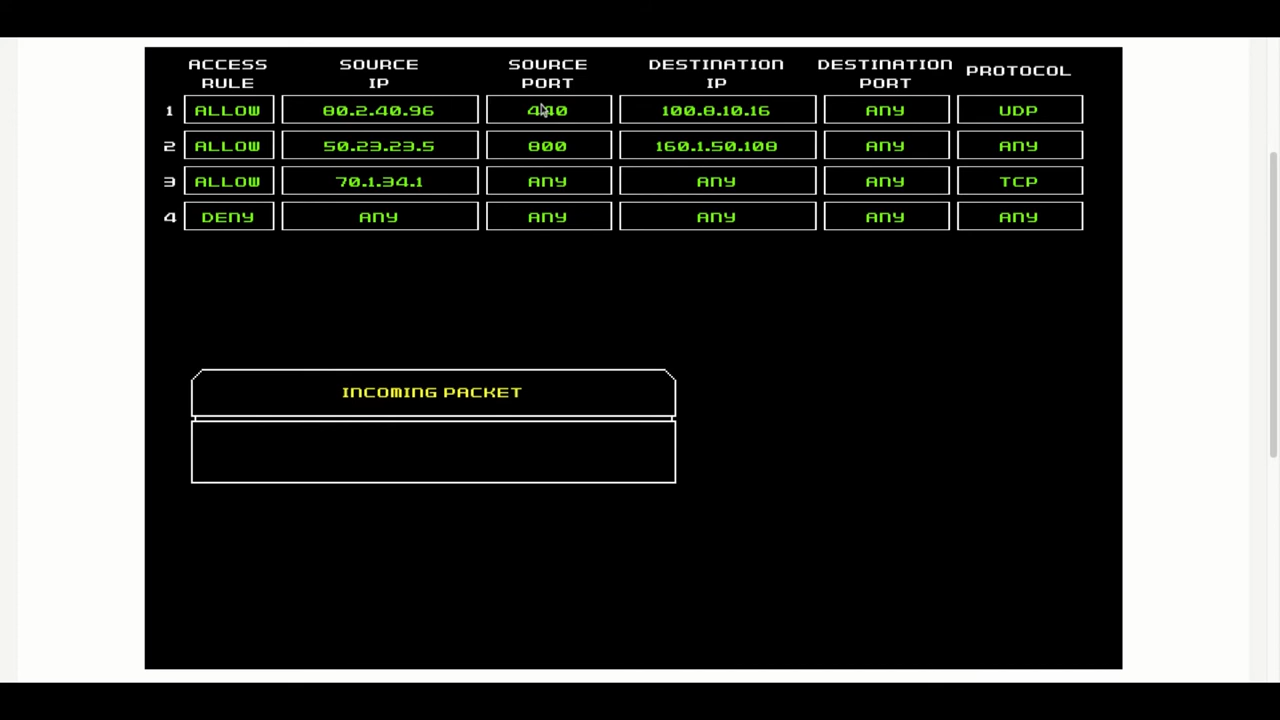 ACCESS RULE SOURCE IP SOURCE PORT DESTINATION IP DESTINATION PORT PROTOCOL
1 ALLOW 80.2.40.96 440 100.8.10.16 ANY UDP
2 ALLOW 50.23.23.5 800 160.1.50.108 ANY ANY
3 ALLOW 70.1.34.1 ANY ANY ANY TCP
4 DENY ANY ANY ANY ANY ANY
INCOMING PACKET